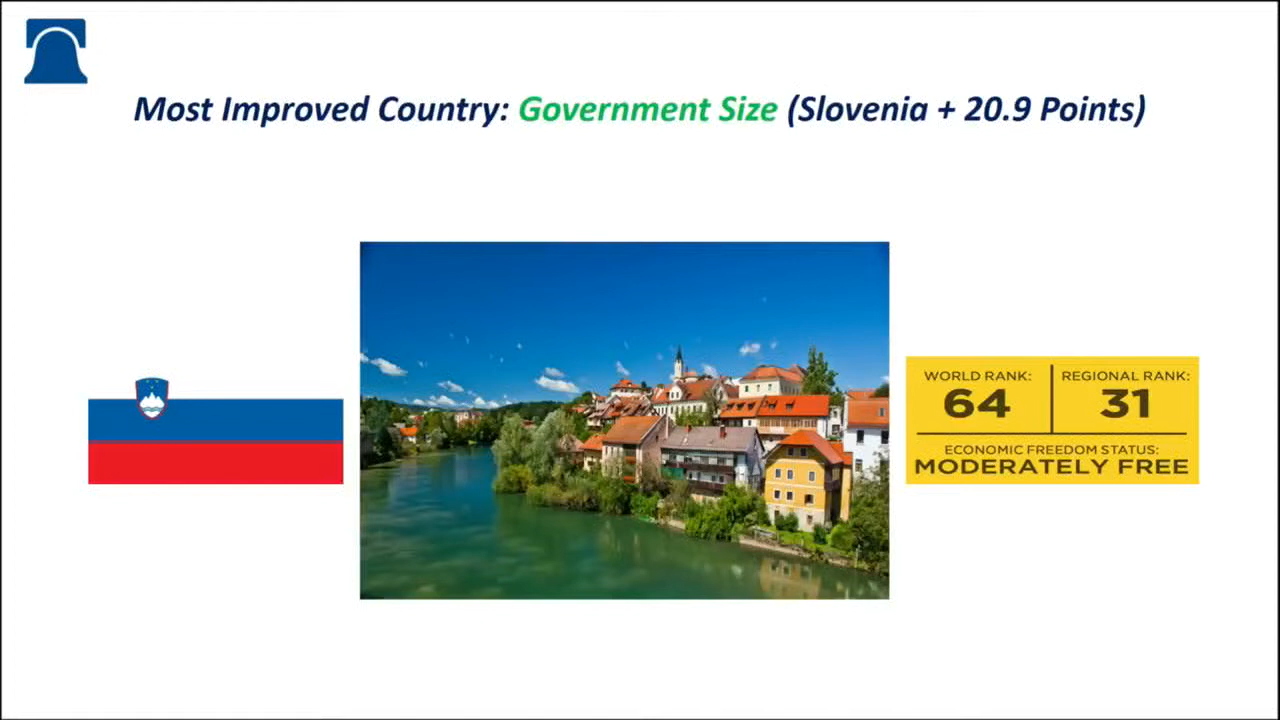 Most Improved Country: Government Size (Slovenia + 20.9 Points)
WORLD RANK:
64
REGIONAL RANK:
31
ECONOMIC FREEDOM STATUS:
MODERATELY FREE